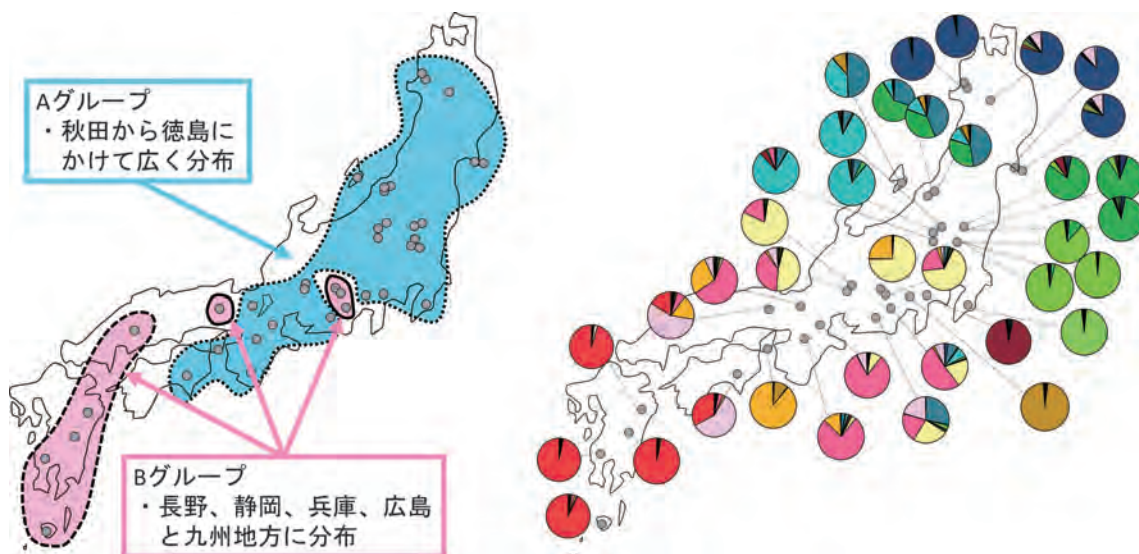 Aグループ
・秋田から徳島に
かけて広く分布
Bグループ
・長野、静岡、兵庫、広島
と九州地方に分布